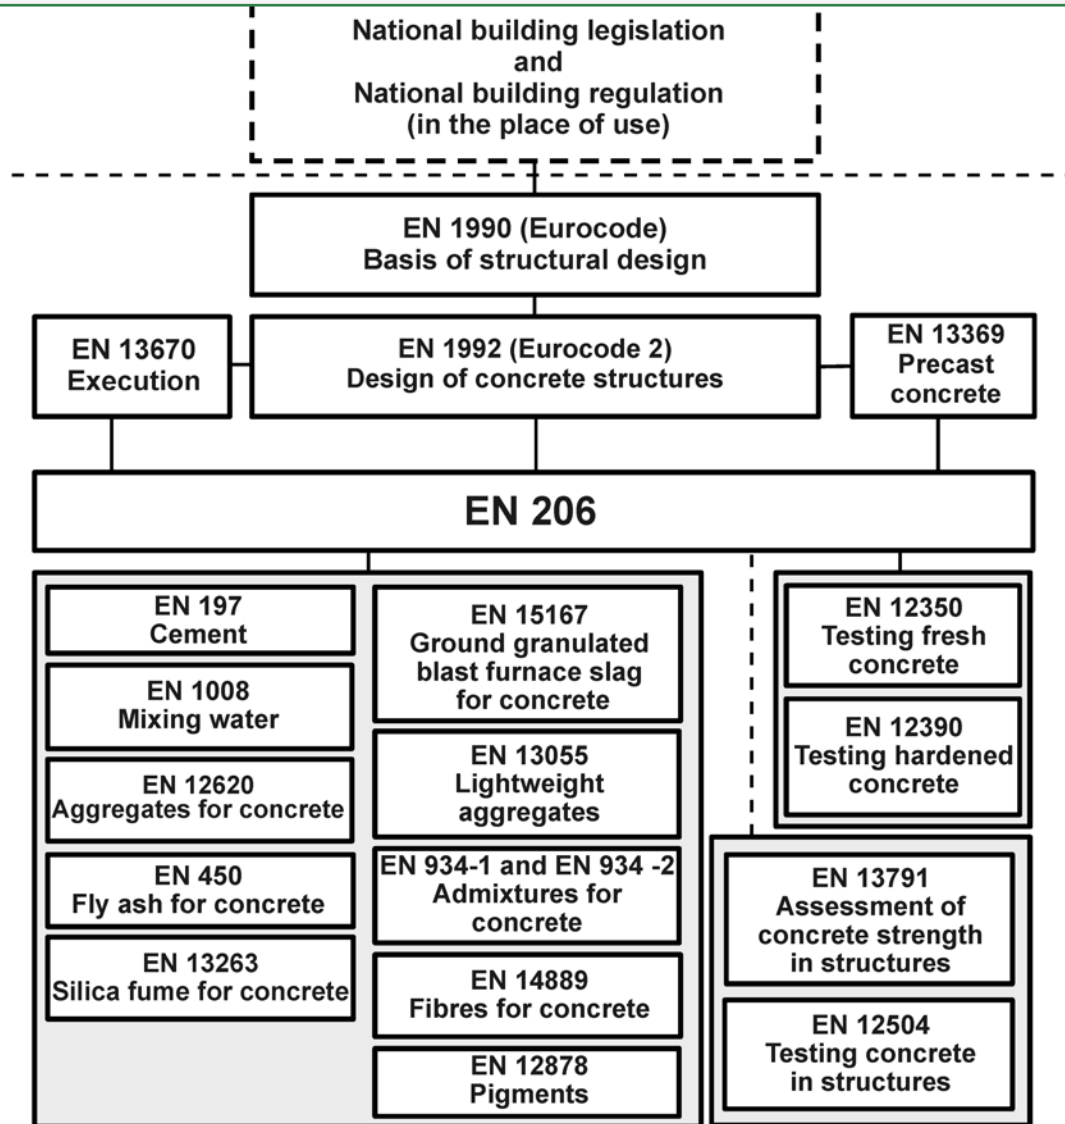 National building legislation
and
National building regulation
(in the place of use)
EN 1990 (Eurocode)
Basis of structural design
EN 13670
Execution
EN 1992 (Eurocode 2)
Design of concrete structures
EN 13369
Precast
concrete
EN 206
EN 197
Cement
EN 1008
Mixing water
EN 12620
Aggregates for concrete
EN 450
Fly ash for concrete
EN 13263
Silica fume for concrete
EN 15167
Ground granulated
blast furnace slag
for concrete
EN 13055
Lightweight
aggregates
EN 934-1 and EN 934 -2
Admixtures for
concrete
EN 14889
Fibres for concrete
EN 12878
Pigments
EN 12350
Testing fresh
concrete
EN 12390
Testing hardened
concrete
EN 13791
Assessment of
concrete strength
in structures
EN 12504
Testing concrete
in structures